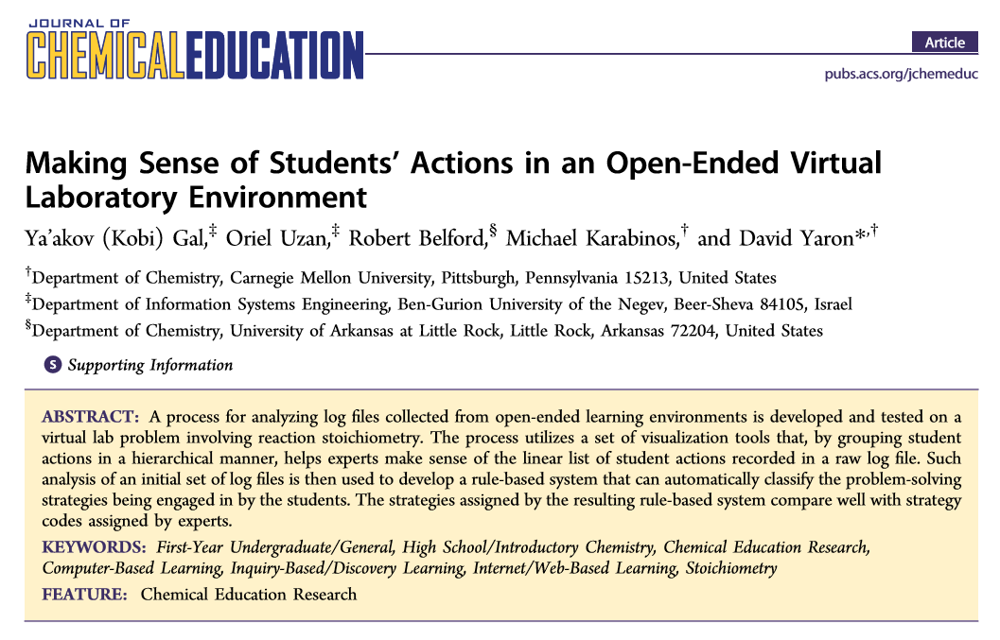 JOURNAL OF
CHEMICALEDUCATION
Article
pubs.acs.org/jchemeduc
Making Sense of Students’ Actions in an Open-Ended Virtual
Laboratory Environment
Ya’akov (Kobi) Gal,‡ Oriel Uzan,‡ Robert Belford,§ Michael Karabinos,† and David Yaron*,†
†Department of Chemistry, Carnegie Mellon University, Pittsburgh, Pennsylvania 15213, United States
‡Department of Information Systems Engineering, Ben-Gurion University of the Negev, Beer-Sheva 84105, Israel
§Department of Chemistry, University of Arkansas at Little Rock, Little Rock, Arkansas 72204, United States
S Supporting Information
ABSTRACT: A process for analyzing log files collected from open-ended learning environments is developed and tested on a
virtual lab problem involving reaction stoichiometry. The process utilizes a set of visualization tools that, by grouping student
actions in a hierarchical manner, helps experts make sense of the linear list of student actions recorded in a raw log file. Such
analysis of an initial set of log files is then used to develop a rule-based system that can automatically classify the problem-solving
strategies being engaged in by the students. The strategies assigned by the resulting rule-based system compare well with strategy
codes assigned by experts.
KEYWORDS: First-Year Undergraduate/General, High School/Introductory Chemistry, Chemical Education Research,
Computer-Based Learning, Inquiry-Based/Discovery Learning, Internet/Web-Based Learning, Stoichiometry
FEATURE: Chemical Education Research